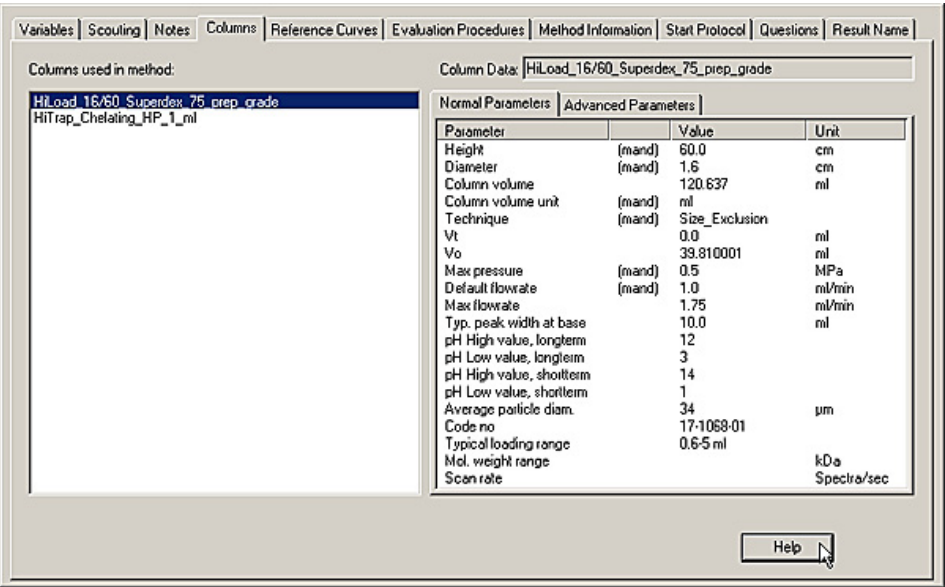 Variables Scouting Notes Columns Reference Curves Evaluation Procedures Method Information Start Protocol Questions Result Name
Columns used in method:
HiLoad_16/60_Superdex_75_prep_grade
HiTrap_Chelating_HP_1_ml
Column Data: HiLoad_16/60_Superdex_75_prep_grade
Normal Parameters Advanced Parameters
Parameter Value Unit
Height (mand) 60.0 cm
Diameter (mand) 1.6 cm
Column volume 120.637 ml
Column volume unit (mand) ml
Technique (mand) Size_Exclusion
Vt 0.0 ml
Vo 39.810001 ml
Max pressure (mand) 0.5 MPa
Default flowrate (mand) 1.0 ml/min
Max flowrate 1.75 ml/min
Typ. peak width at base 10.0 ml
pH High value, longterm 12
pH Low value, longterm 3
pH High value, shortterm 14
pH Low value, shortterm 1
Average particle diam. 34 µm
Code no 17-1068-01
Typical loading range 0.6-5 ml
Mol. weight range kDa
Scan rate Spectra/sec
Help